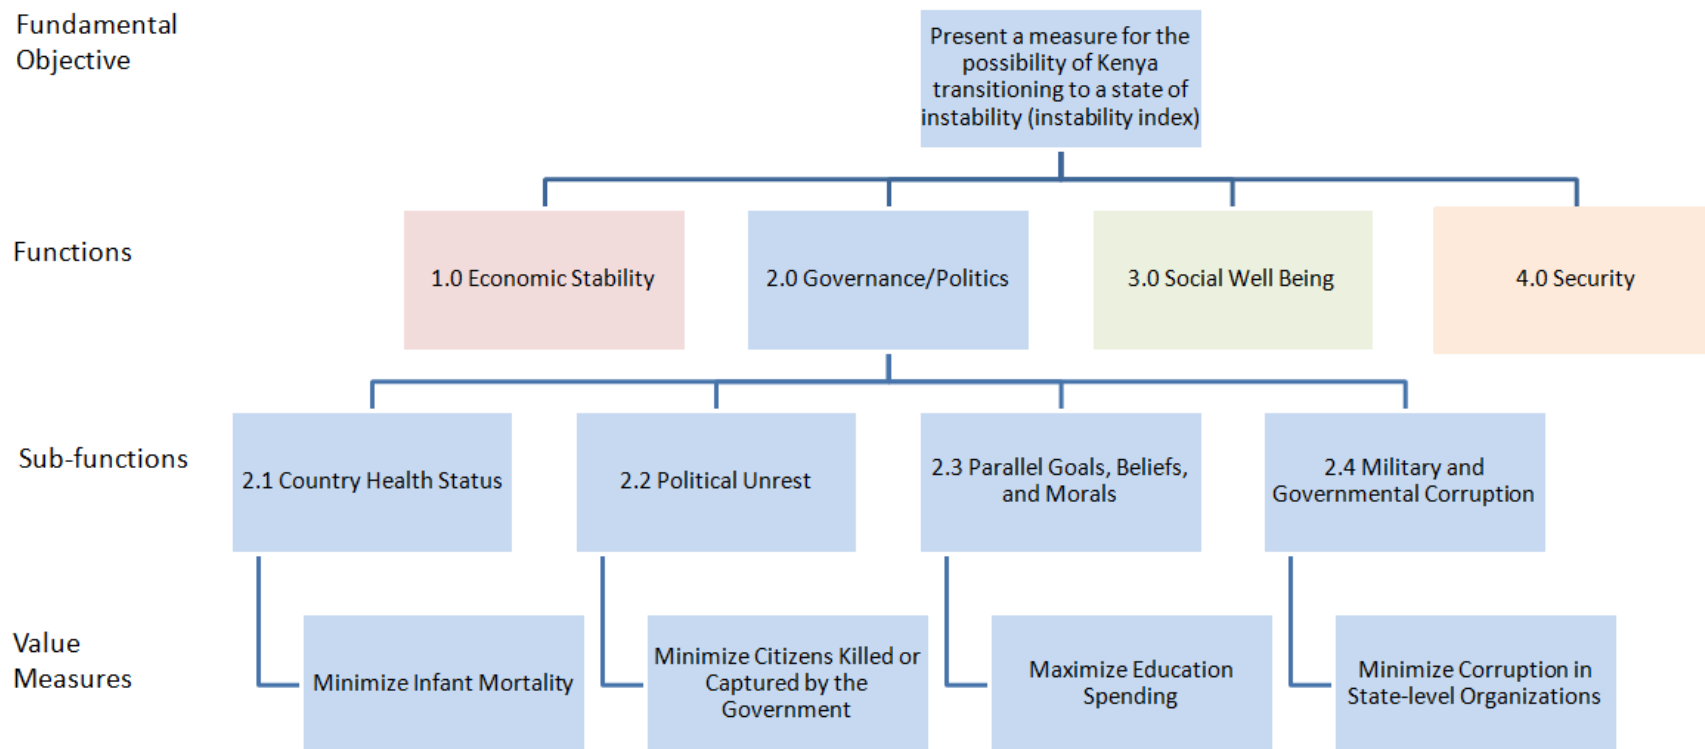 Fundamental
Objective
Present a measure for the
possibility of Kenya
transitioning to a state of
instability (instability index)
Functions
1.0 Economic Stability
2.0 Governance/Politics
3.0 Social Well Being
4.0 Security
Sub-functions
2.1 Country Health Status
2.2 Political Unrest
2.3 Parallel Goals, Beliefs,
and Morals
2.4 Military and
Governmental Corruption
Value
Measures
Minimize Infant Mortality
Minimize Citizens Killed or
Captured by the
Government
Maximize Education
Spending
Minimize Corruption in
State-level Organizations